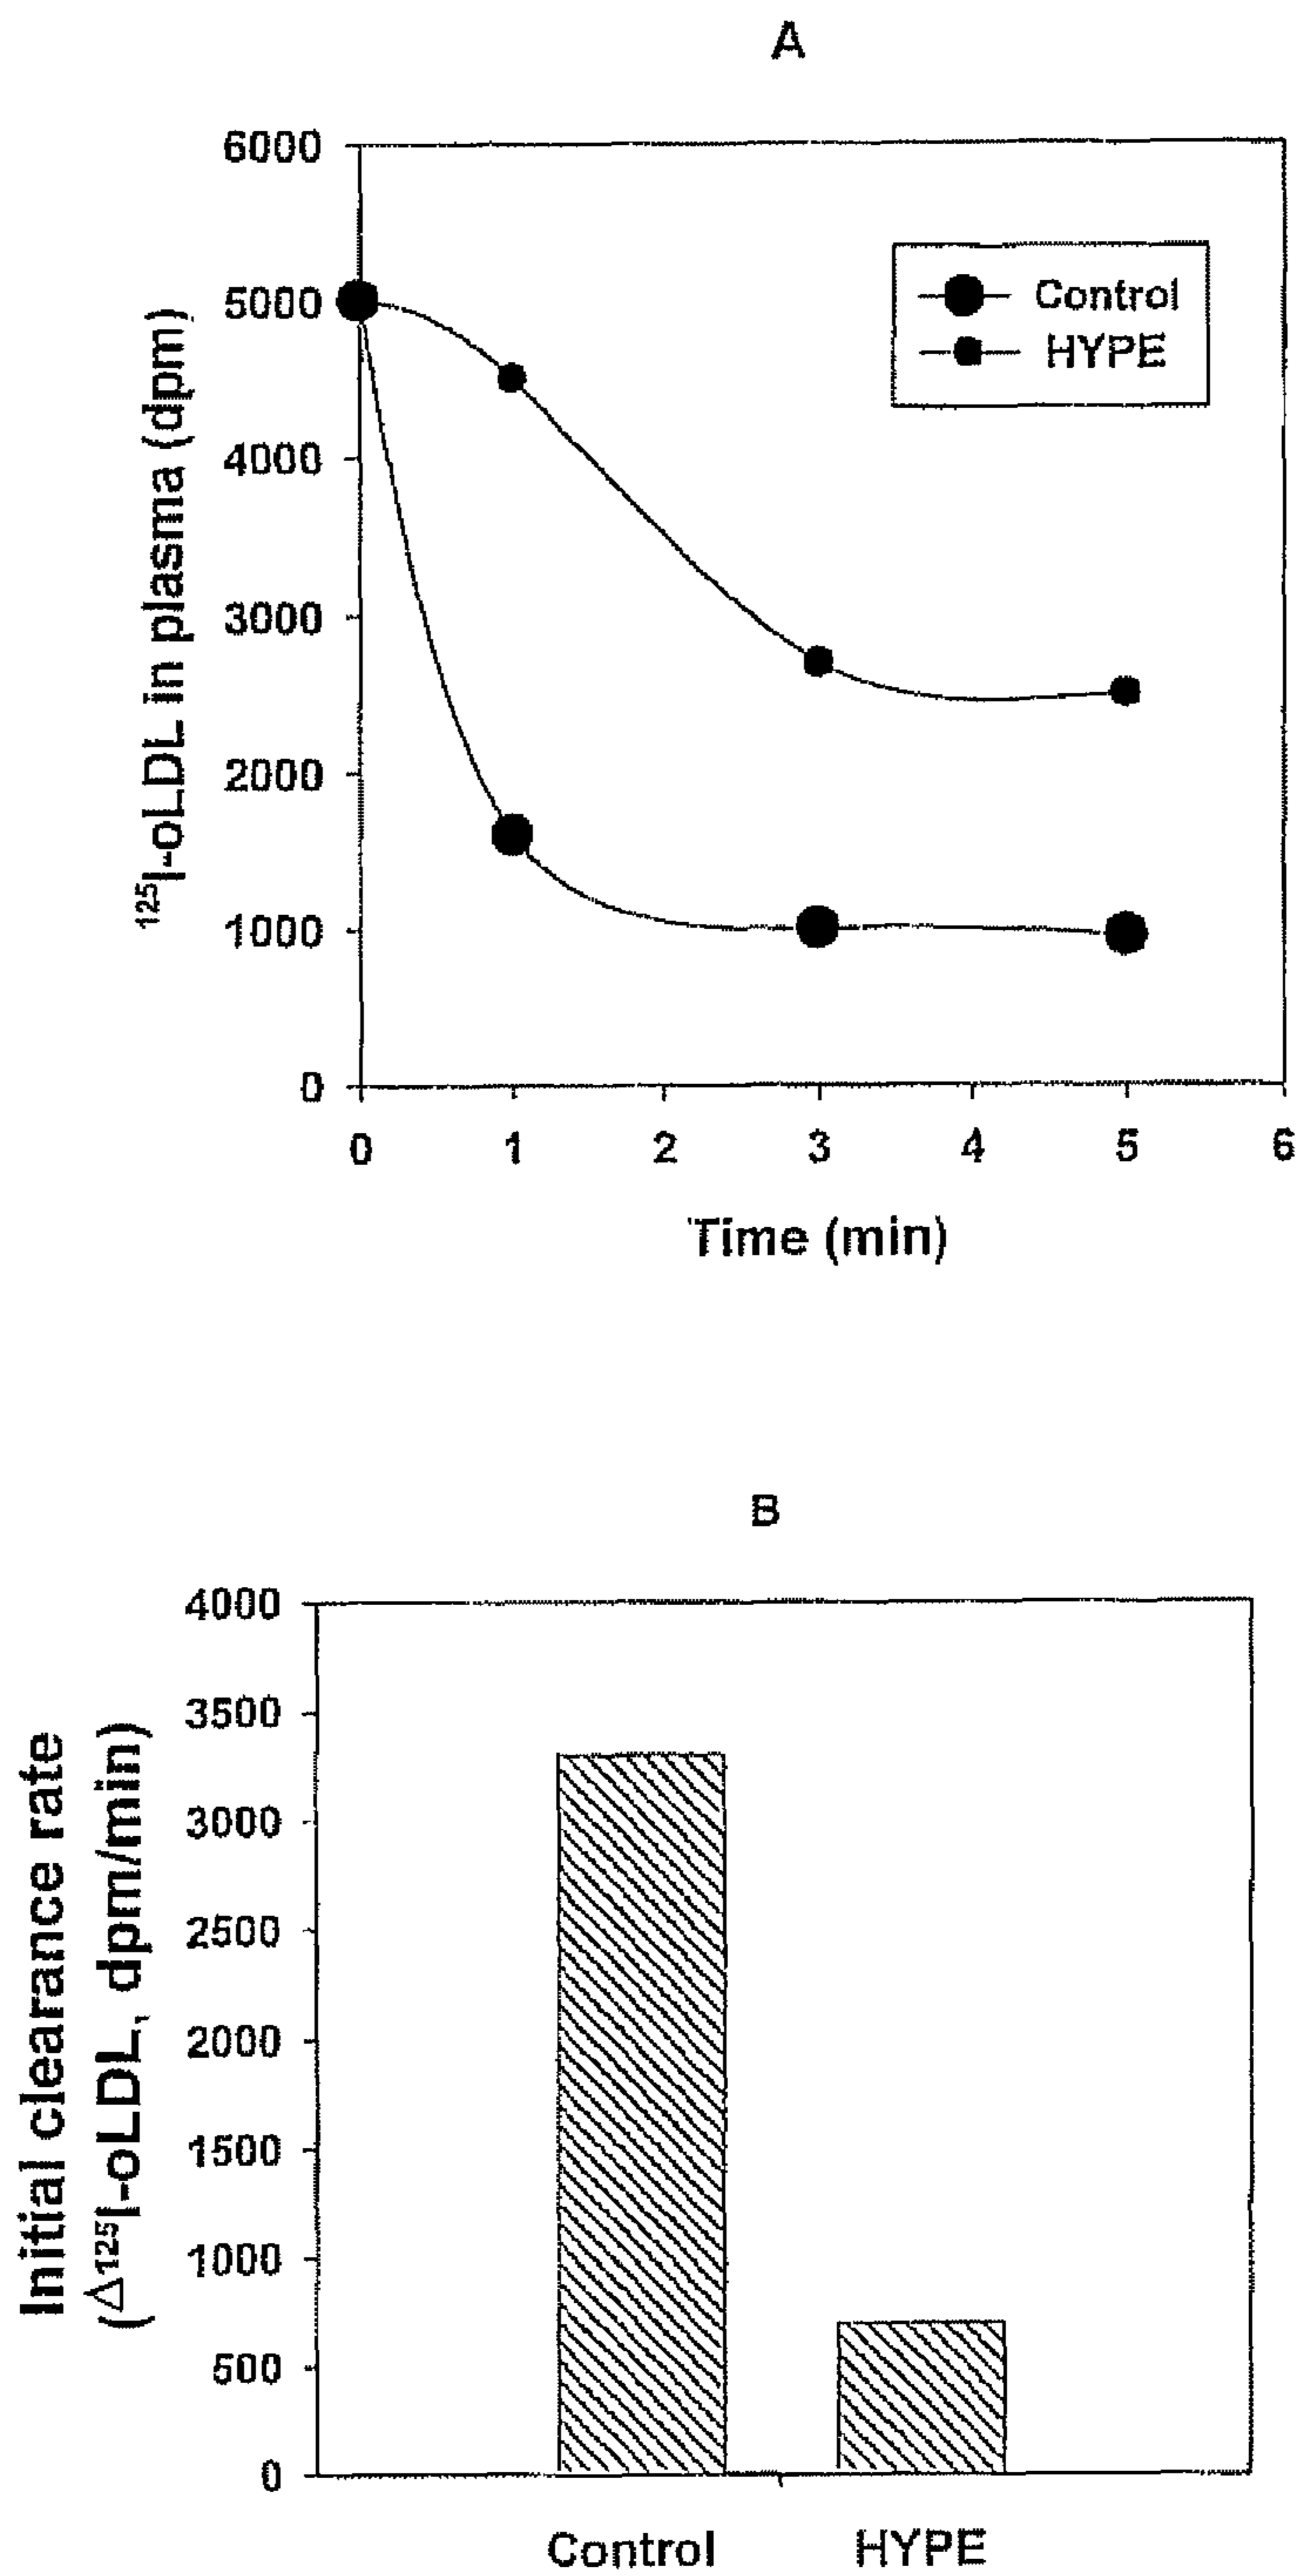 A
6000
5000
4000
3000
2000
1000
0
¹²⁵I-oLDL in plasma (dpm)
Control
HYPE
0 1 2 3 4 5 6
Time (min)
B
4000
3500
3000
2500
2000
1500
1000
500
0
Initial clearance rate
(Δ¹²⁵I-oLDL, dpm/min)
Control HYPE